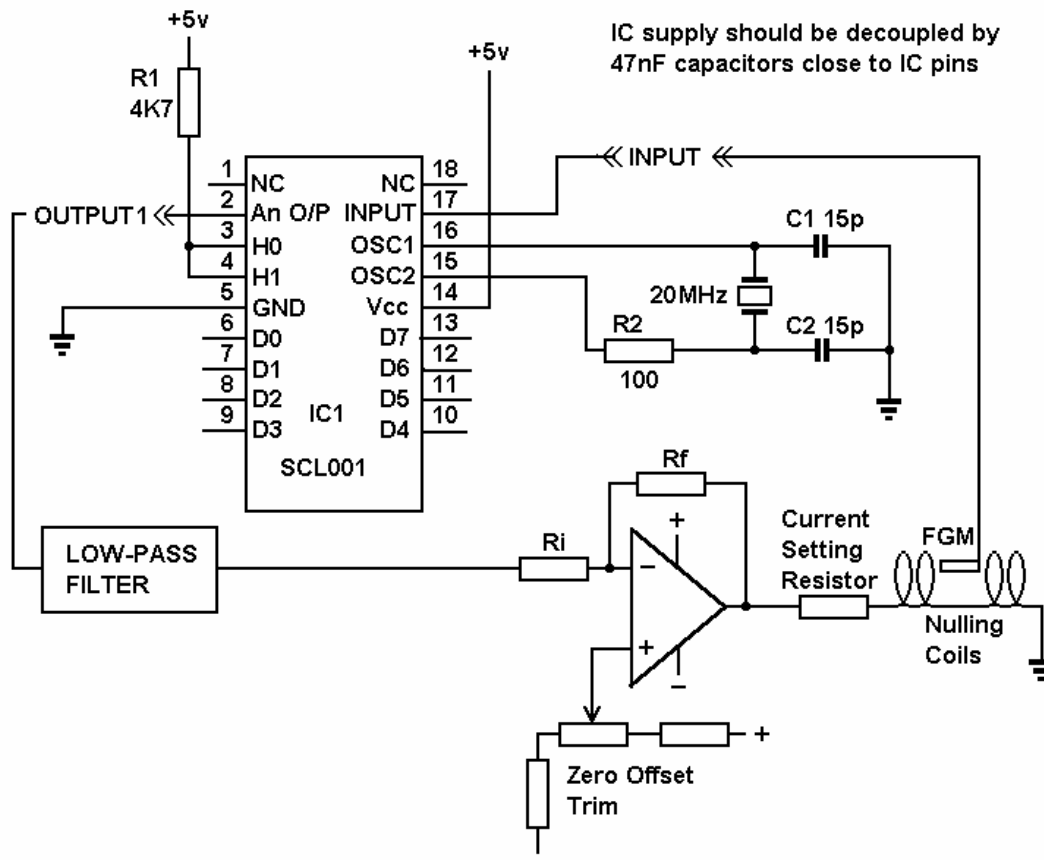 +5v
R1
4K7
+5v
IC supply should be decoupled by
47nF capacitors close to IC pins
INPUT
OUTPUT1
1 NC NC 18
2 An O/P INPUT 17
3 H0 OSC1 16
4 H1 OSC2 15
5 GND Vcc 14
6 D0 D7 13
7 D1 D6 12
8 D2 D5 11
9 D3 D4 10
IC1
SCL001
C1 15p
20MHz
C2 15p
R2
100
LOW-PASS
FILTER
Ri
Rf
+
−
+
−
Current
Setting
Resistor
FGM
Nulling
Coils
+
Zero Offset
Trim